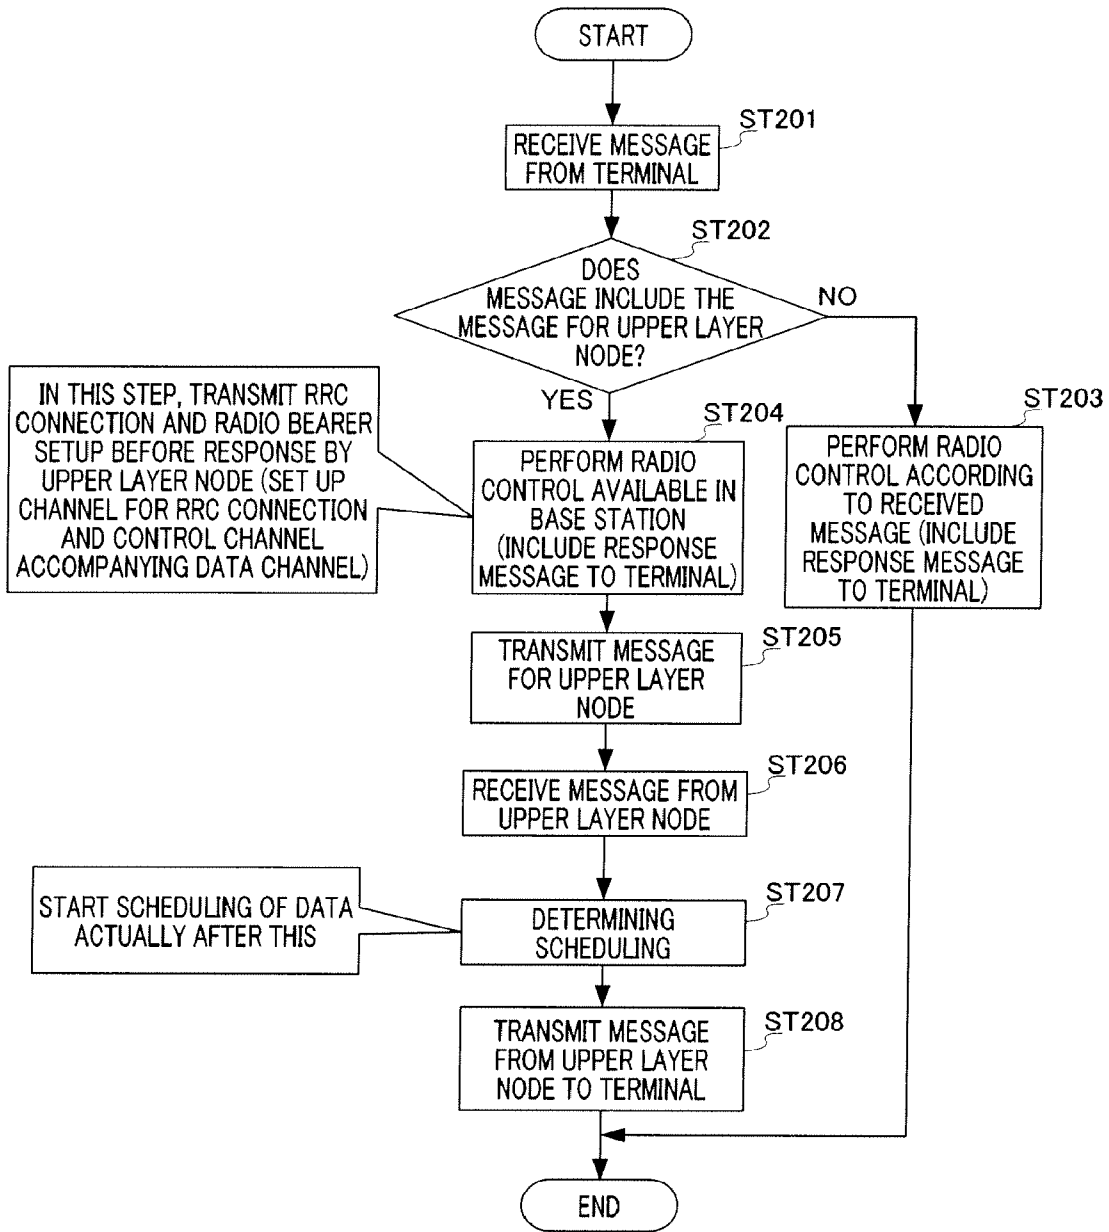 START
ST201
RECEIVE MESSAGE
FROM TERMINAL
ST202
DOES
MESSAGE INCLUDE THE
MESSAGE FOR UPPER LAYER
NODE?
NO
YES
IN THIS STEP, TRANSMIT RRC
CONNECTION AND RADIO BEARER
SETUP BEFORE RESPONSE BY
UPPER LAYER NODE (SET UP
CHANNEL FOR RRC CONNECTION
AND CONTROL CHANNEL
ACCOMPANYING DATA CHANNEL)
ST204
PERFORM RADIO
CONTROL AVAILABLE IN
BASE STATION
(INCLUDE RESPONSE
MESSAGE TO TERMINAL)
ST203
PERFORM RADIO
CONTROL ACCORDING
TO RECEIVED
MESSAGE (INCLUDE
RESPONSE MESSAGE
TO TERMINAL)
ST205
TRANSMIT MESSAGE
FOR UPPER LAYER
NODE
ST206
RECEIVE MESSAGE FROM
UPPER LAYER NODE
START SCHEDULING OF DATA
ACTUALLY AFTER THIS
ST207
DETERMINING
SCHEDULING
ST208
TRANSMIT MESSAGE
FROM UPPER LAYER
NODE TO TERMINAL
END